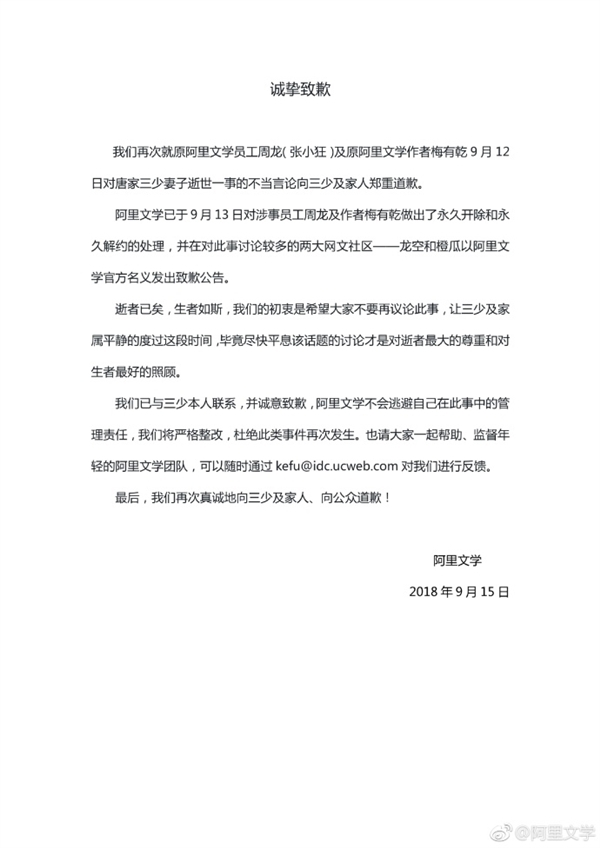 诚挚致歉
我们再次就原阿里文学员工周龙(张小狂)及原阿里文学作者梅有乾9月12
日对唐家三少妻子逝世一事的不当言论向三少及家人郑重道歉。
阿里文学已于9月13日对涉事员工周龙及作者梅有乾做出了永久开除和永
久解约的处理，并在对此事讨论较多的两大网文社区——龙空和橙瓜以阿里文
学官方名义发出致歉公告。
逝者已矣，生者如斯，我们的初衷是希望大家不要再议论此事，让三少及家
属平静的度过这段时间，毕竟尽快平息该话题的讨论才是对逝者最大的尊重和对
生者最好的照顾。
我们已与三少本人联系，并诚意致歉，阿里文学不会逃避自己在此事中的管
理责任，我们将严格整改，杜绝此类事件再次发生。也请大家一起帮助、监督年
轻的阿里文学团队，可以随时通过 kefu@idc.ucweb.com 对我们进行反馈。
最后，我们再次真诚地向三少及家人、向公众道歉！
阿里文学
2018年9月15日
@阿里文学